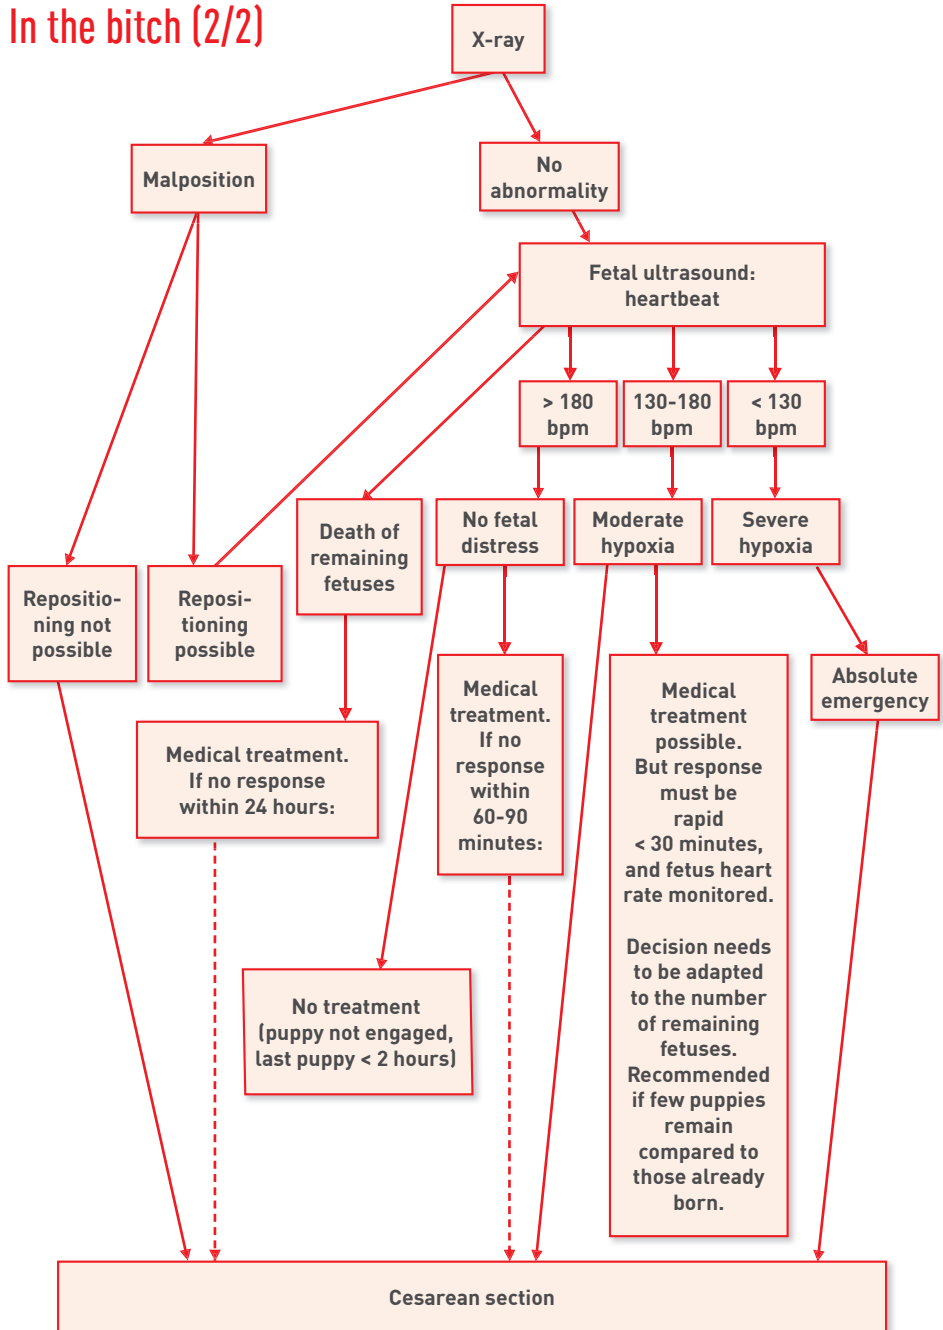 In the bitch (2/2)
X-ray
Malposition
No
abnormality
Fetal ultrasound:
heartbeat
> 180
bpm
130-180
bpm
< 130
bpm
Death of
remaining
fetuses
No fetal
distress
Moderate
hypoxia
Severe
hypoxia
Repositio-
ning not
possible
Reposi-
tioning
possible
Medical treatment.
If no response
within 24 hours:
Medical
treatment.
If no
response
within
60-90
minutes:
Medical
treatment
possible.
But response
must be
rapid
< 30 minutes,
and fetus heart
rate monitored.
Decision needs
to be adapted
to the number
of remaining
fetuses.
Recommended
if few puppies
remain
compared to
those already
born.
Absolute
emergency
No treatment
(puppy not engaged,
last puppy < 2 hours)
Cesarean section